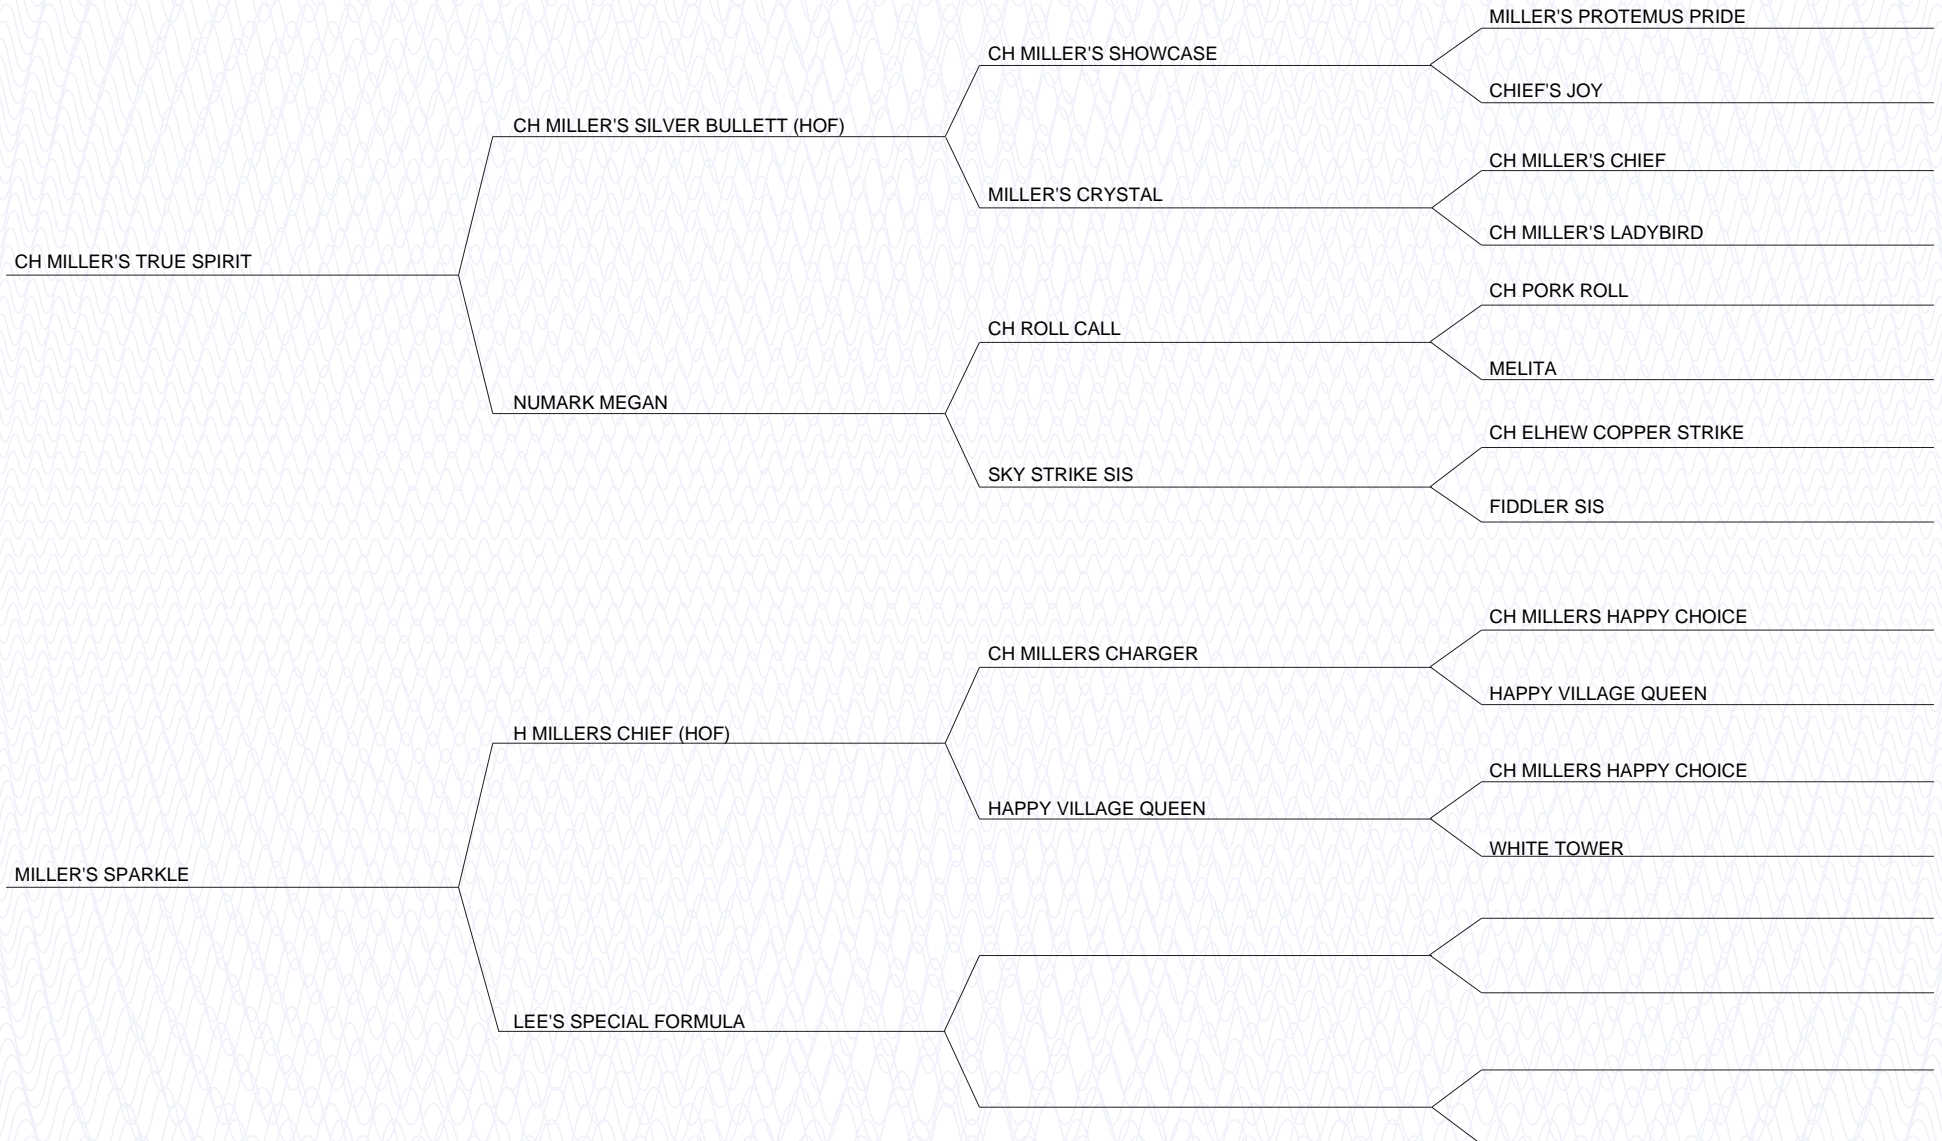 MILLER'S PROTEMUS PRIDE
CH MILLER'S SHOWCASE
CHIEF'S JOY
CH MILLER'S SILVER BULLETT (HOF)
CH MILLER'S CHIEF
MILLER'S CRYSTAL
CH MILLER'S LADYBIRD
CH MILLER'S TRUE SPIRIT
CH PORK ROLL
CH ROLL CALL
MELITA
NUMARK MEGAN
CH ELHEW COPPER STRIKE
SKY STRIKE SIS
FIDDLER SIS
CH MILLERS HAPPY CHOICE
CH MILLERS CHARGER
HAPPY VILLAGE QUEEN
H MILLERS CHIEF (HOF)
CH MILLERS HAPPY CHOICE
HAPPY VILLAGE QUEEN
WHITE TOWER
MILLER'S SPARKLE
LEE'S SPECIAL FORMULA